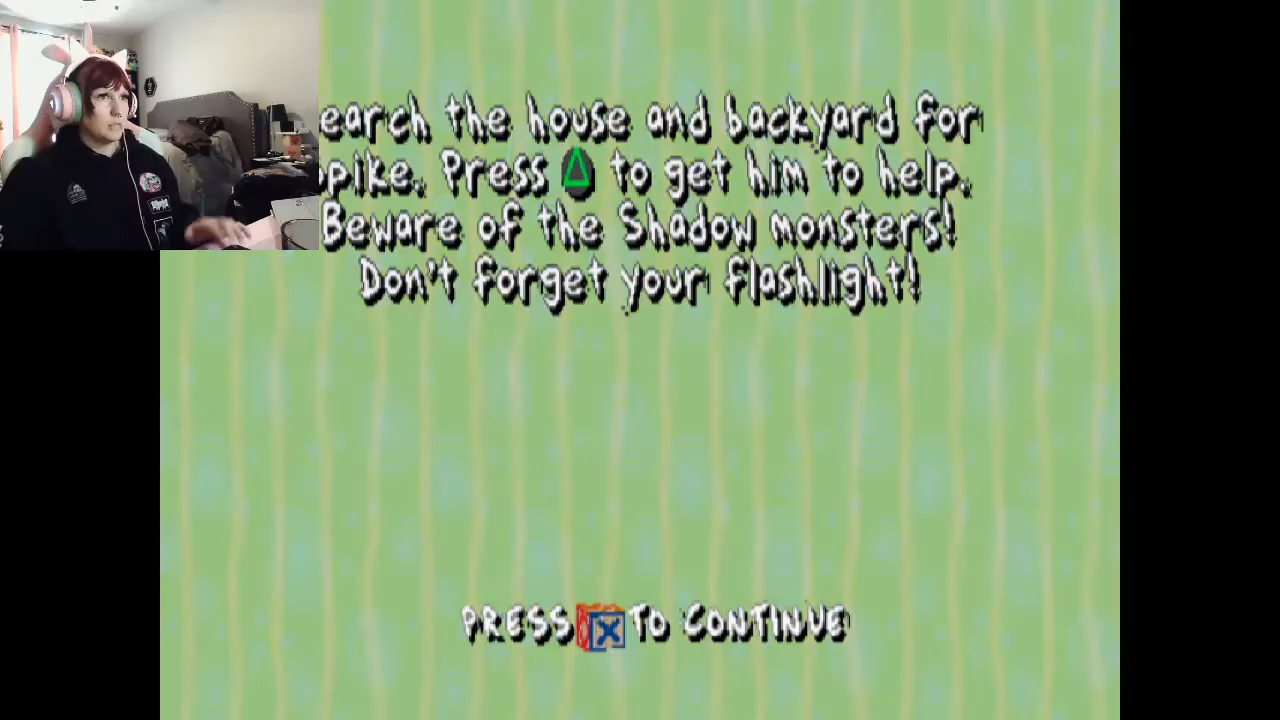 earch the house and backyard for
pike. Press to get him to help.
Beware of the Shadow monsters!
Don't forget your flashlight!
PRESS X TO CONTINUE